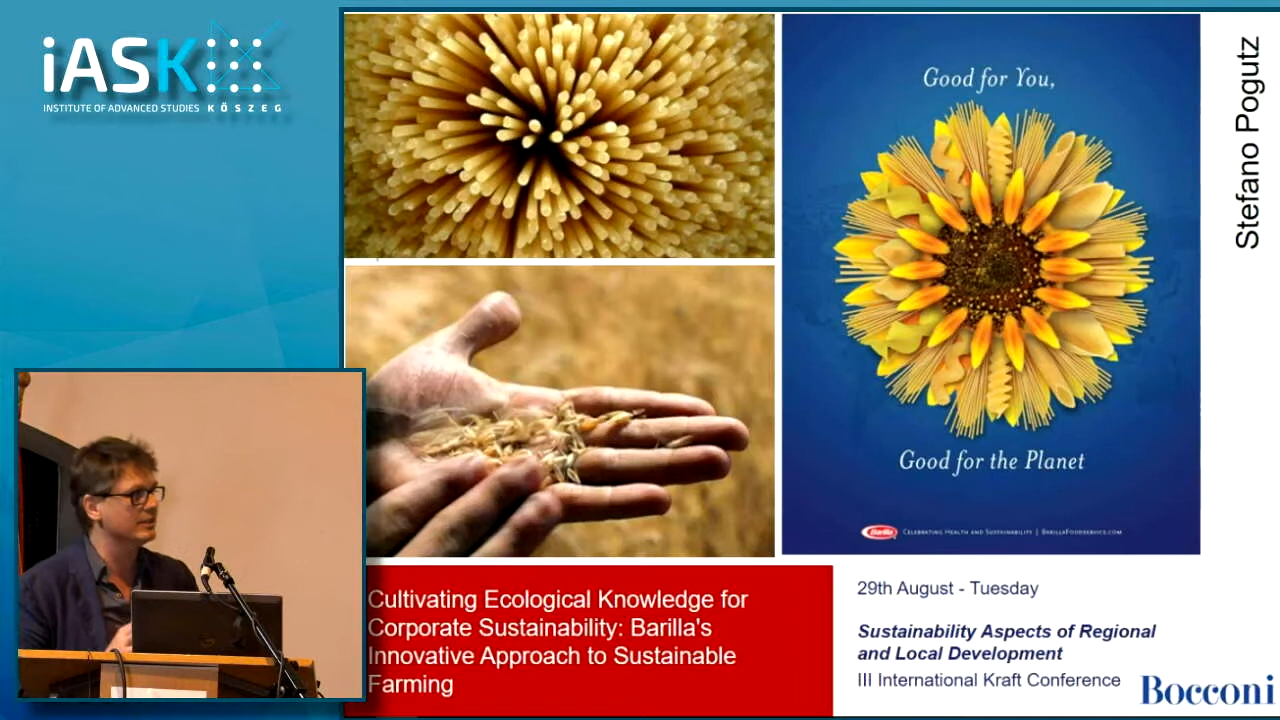 iASK
INSTITUTE OF ADVANCED STUDIES KŐSZEG
Good for You,
Good for the Planet
Barilla
CELEBRATING HEALTH AND SUSTAINABILITY | BARILLAFOODSERVICE.COM
Stefano Pogutz
Cultivating Ecological Knowledge for
Corporate Sustainability: Barilla's
Innovative Approach to Sustainable
Farming
29th August - Tuesday
Sustainability Aspects of Regional
and Local Development
III International Kraft Conference
Bocconi